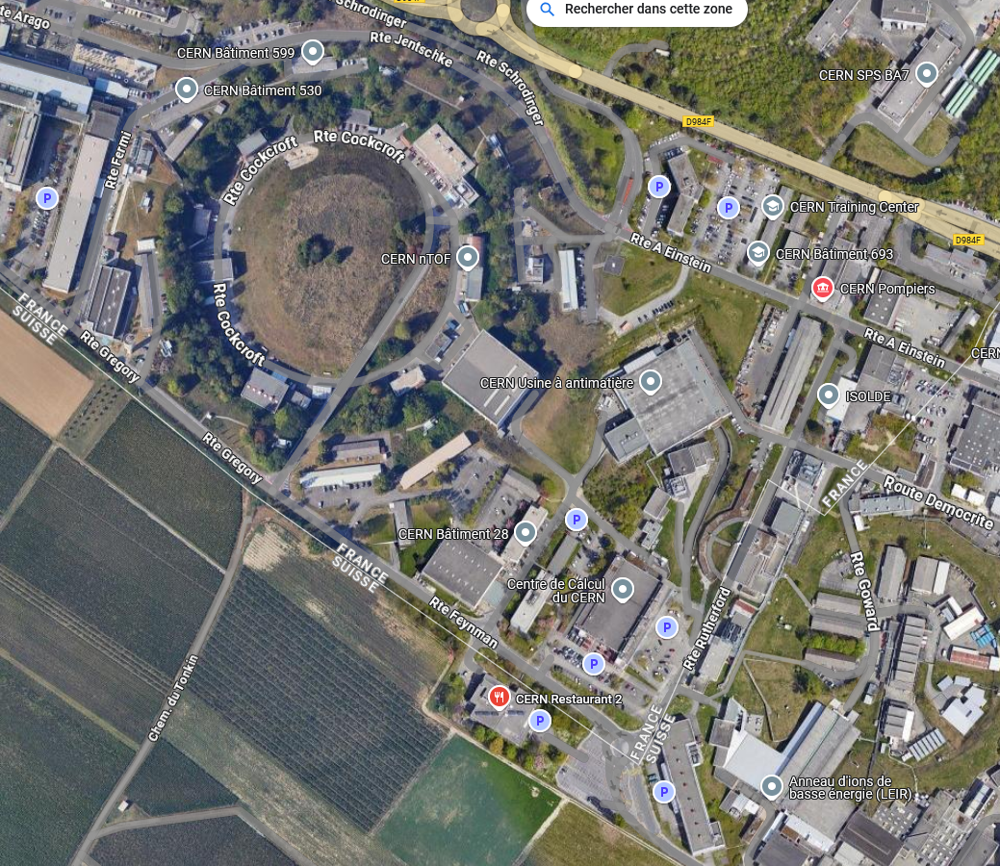 Rechercher dans cette zone
D984F
Schrodinger
te Arago
Rte Jentschke
Rte Schrodinger
CERN Bâtiment 599
CERN SPS BA7
CERN Bâtiment 530
D984F
Rte Cockcroft
Rte Cockcroft
Rte Fermi
P
P
P
CERN Training Center
D984F
Rte A Einstein
CERN nTOF
CERN Bâtiment 693
CERN Pompiers
FRANCE
SUISSE
Rte Cockcroft
Rte Gregory
Rte A Einstein
CERN
CERN Usine à antimatière
ISOLDE
Rte Gregory
FRANCE
Route Democrite
P
CERN Bâtiment 28
FRANCE
SUISSE
Centre de Calcul
du CERN
Rte Goward
Rte Feynman
P
Rte Rutherford
P
Chem. du Tonkin
CERN Restaurant 2
P
FRANCE
SUISSE
P
Anneau d'ions de
basse énergie (LEIR)